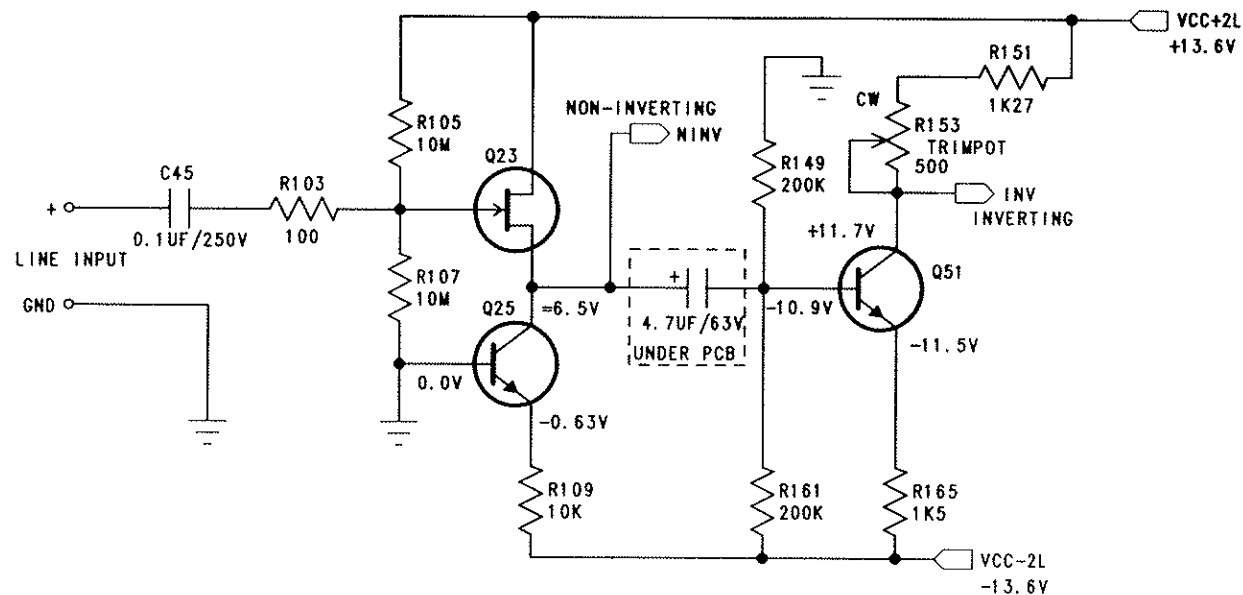 VCC+2L
+13.6V
R151
1K27
CW
R153
TRIMPOT
500
NON-INVERTING
NINV
R105
10M
Q23
R149
200K
C45
R103
0.1UF/250V
100
+
LINE INPUT
GND
INV
INVERTING
+11.7V
Q51
R107
10M
Q25
=6.5V
+
4.7UF/63V
UNDER PCB
-10.9V
-11.5V
0.0V
-0.63V
R109
10K
R161
200K
R165
1K5
VCC-2L
-13.6V